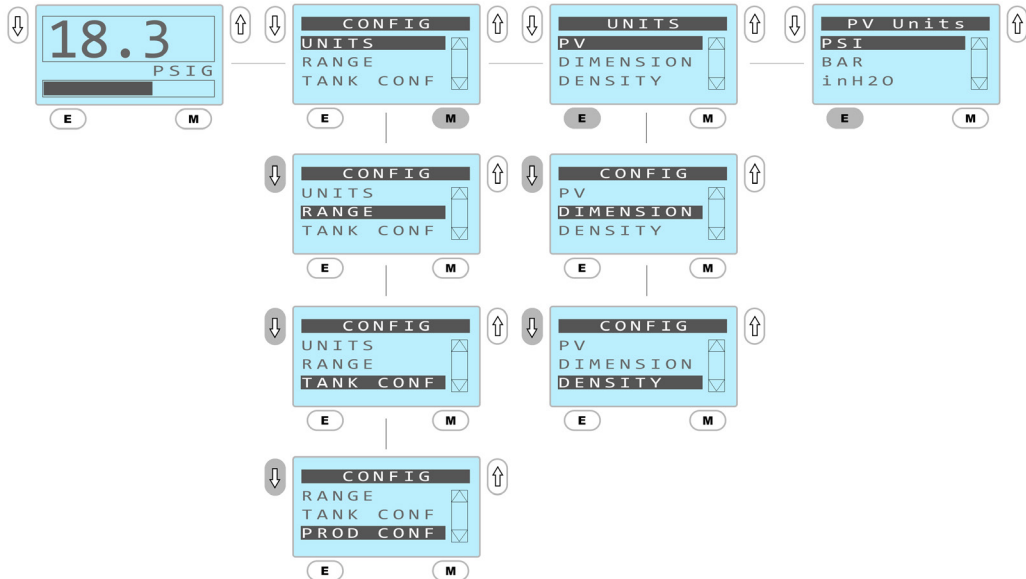 18.3
PSIG
E M
CONFIG
UNITS
RANGE
TANK CONF
E M
UNITS
PV
DIMENSION
DENSITY
E M
PV Units
PSI
BAR
inH2O
E M
CONFIG
UNITS
RANGE
TANK CONF
E M
CONFIG
PV
DIMENSION
DENSITY
E M
CONFIG
UNITS
RANGE
TANK CONF
E M
CONFIG
PV
DIMENSION
DENSITY
E M
CONFIG
RANGE
TANK CONF
PROD CONF
E M